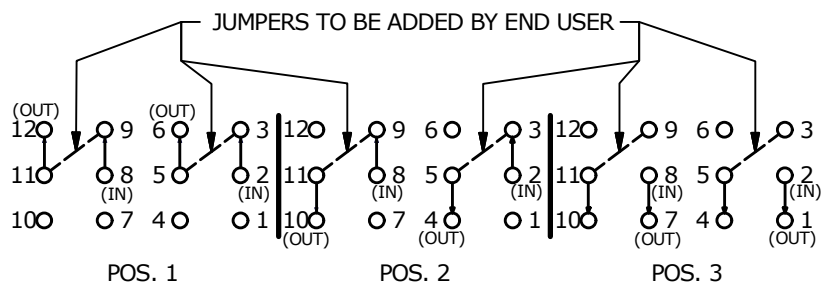 JUMPERS TO BE ADDED BY END USER
(OUT) (OUT)
12 9 6 3 12 9 6 3 12 9 6 3
11 8 5 2 11 8 5 2 11 8 5 2
(IN) (IN) (IN) (IN) (IN) (IN)
10 7 4 1 10 7 4 1 10 7 4 1
(OUT) (OUT) (OUT) (OUT)
POS. 1 POS. 2 POS. 3